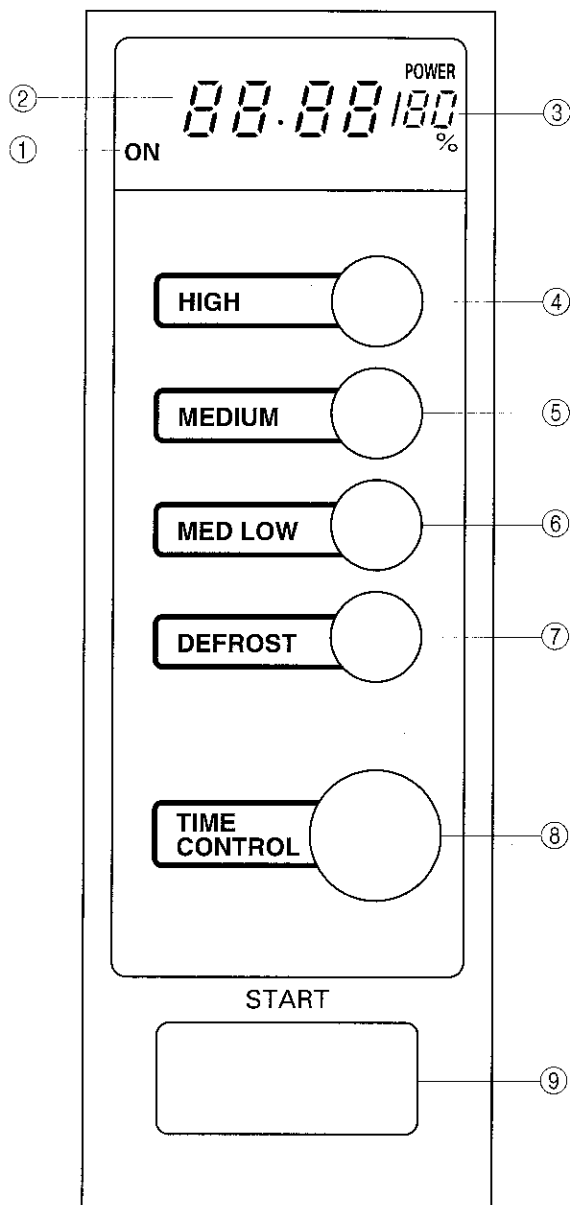 POWER
② 88.88 180 ③
① ON %
HIGH ④
MEDIUM ⑤
MED LOW ⑥
DEFROST ⑦
TIME
CONTROL ⑧
START
⑨